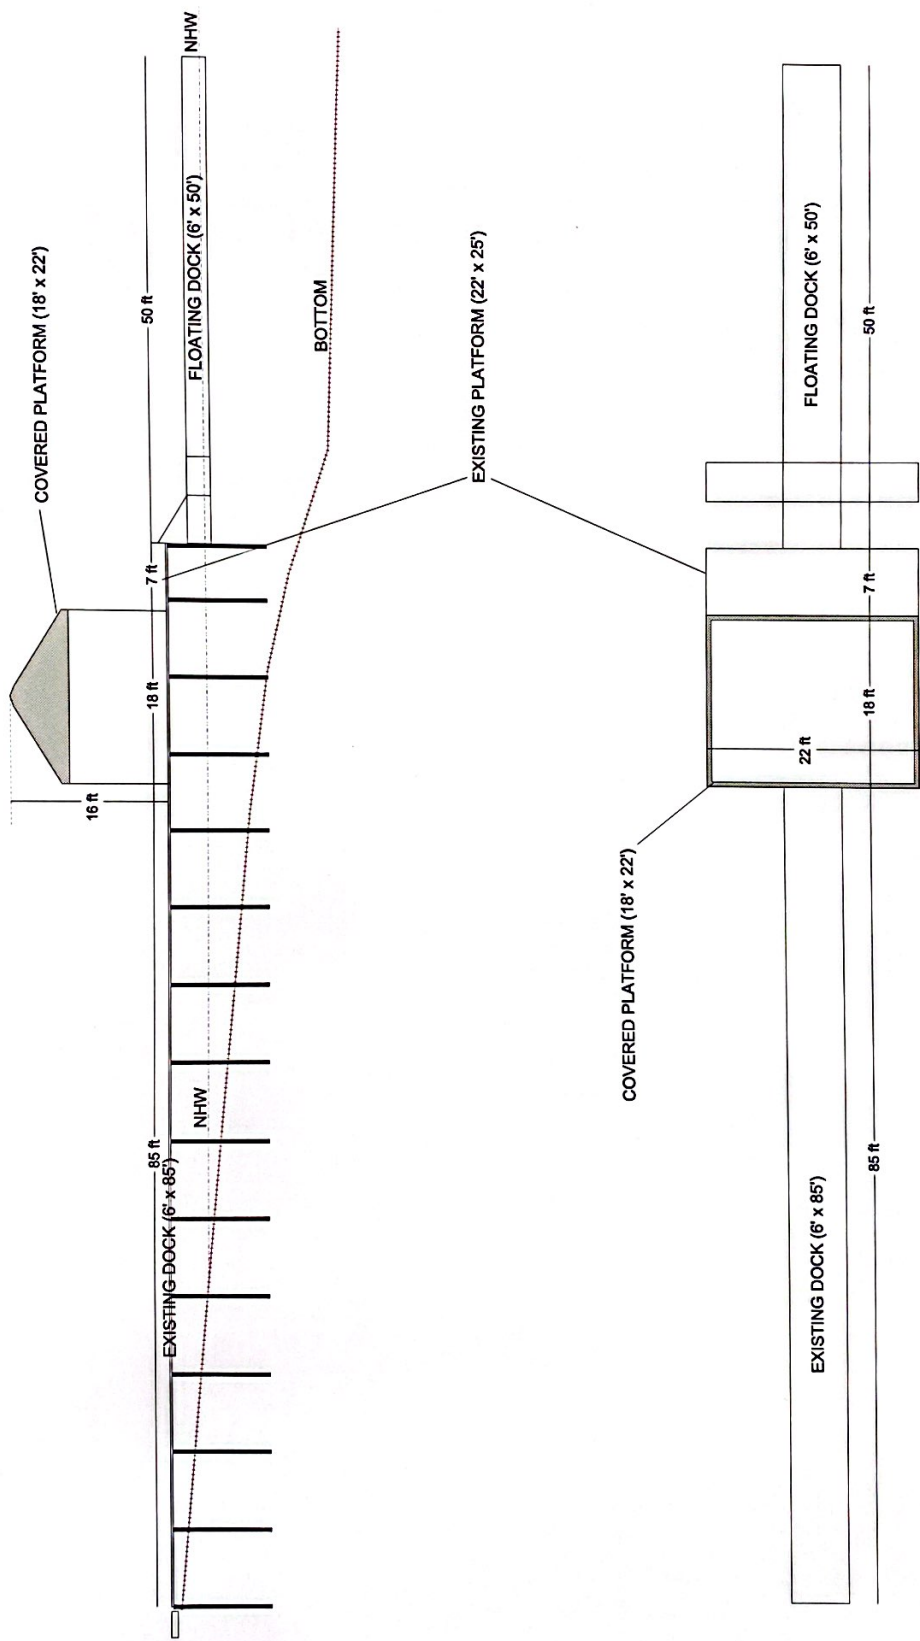 COVERED PLATFORM (18' x 22')
16 ft
85 ft
18 ft
7 ft
50 ft
EXISTING DOCK (6' x 85')
FLOATING DOCK (6' x 50')
NHW
NHW
BOTTOM
EXISTING PLATFORM (22' x 25')
COVERED PLATFORM (18' x 22')
22 ft
EXISTING DOCK (6' x 85')
FLOATING DOCK (6' x 50')
85 ft
18 ft
7 ft
50 ft